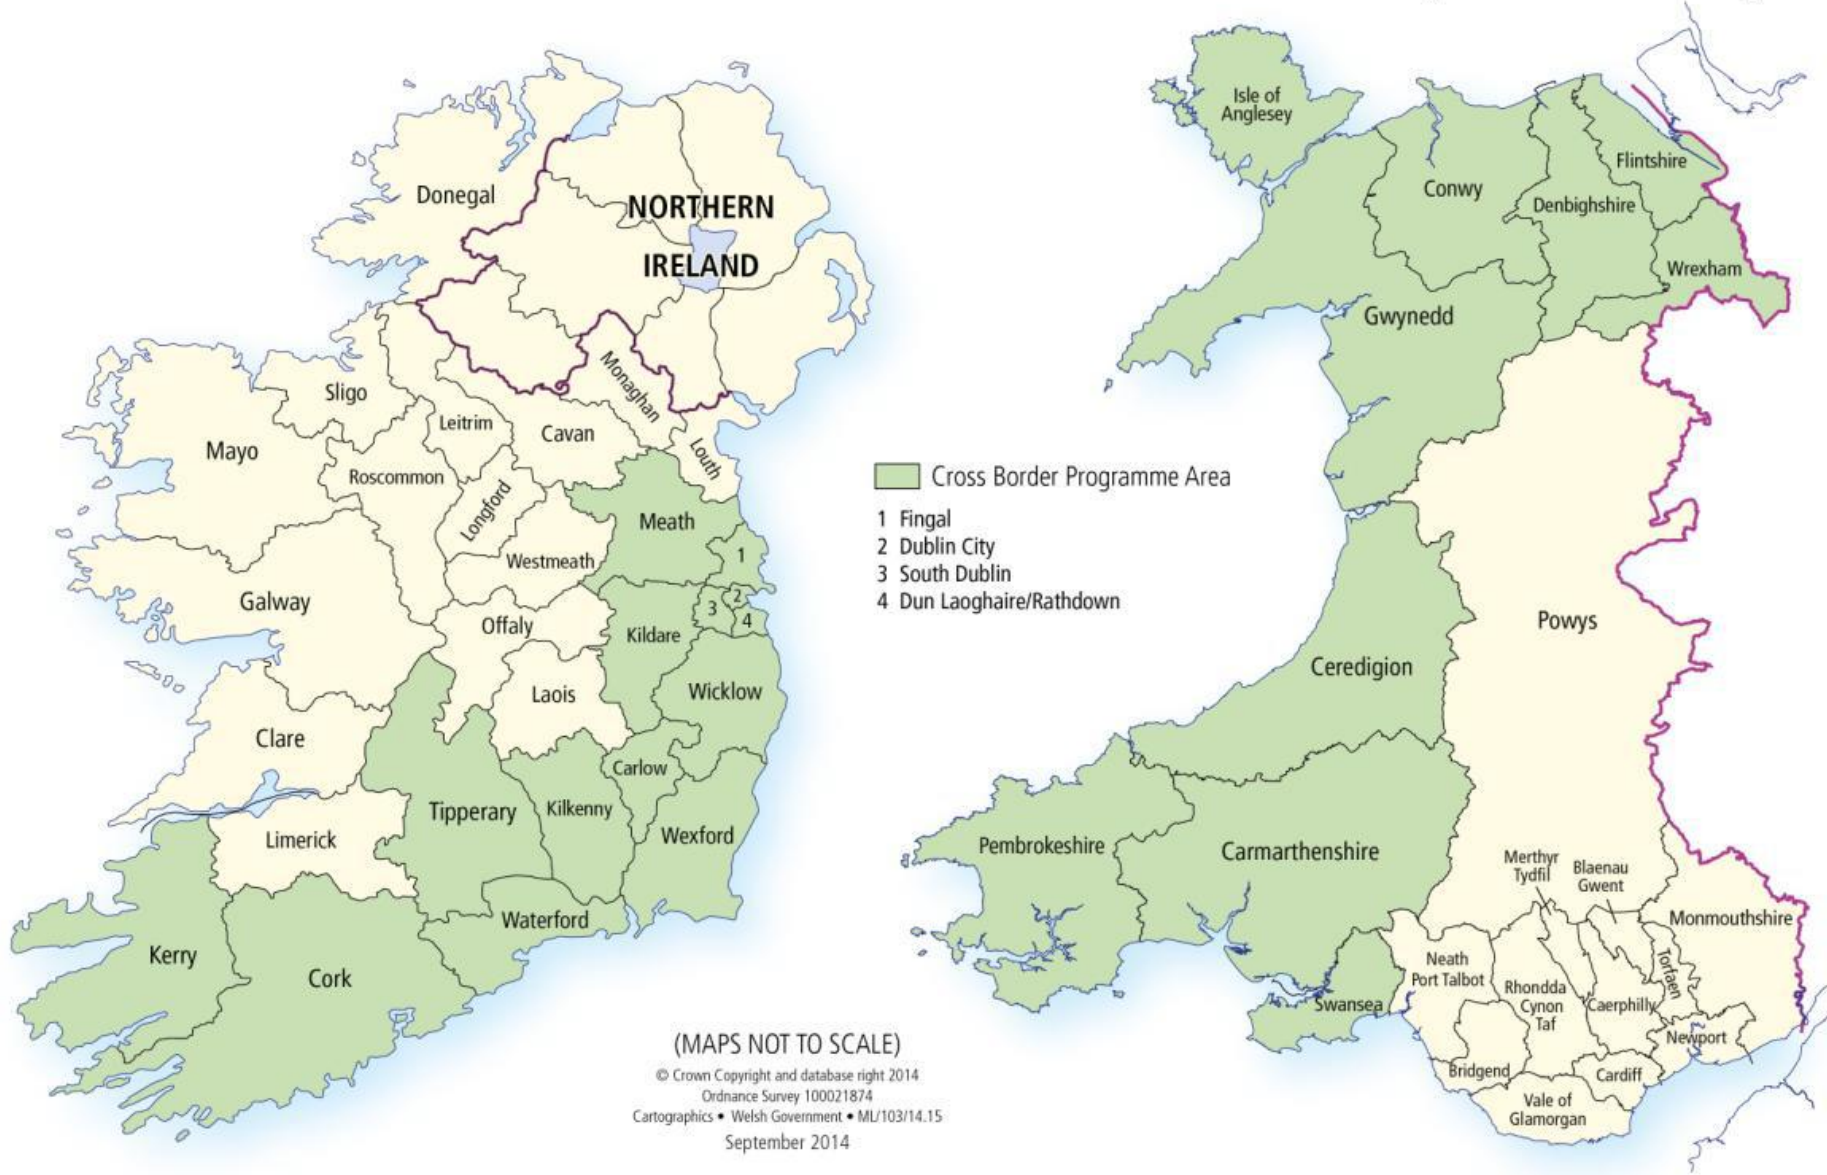 Donegal
NORTHERN
IRELAND
Monaghan
Sligo
Leitrim
Cavan
Louth
Mayo
Roscommon
Longford
Meath
Westmeath
1
Galway
Offaly
Kildare
3
2
4
Laois
Wicklow
Clare
Carlow
Tipperary
Kilkenny
Limerick
Wexford
Waterford
Kerry
Cork
Cross Border Programme Area
1 Fingal
2 Dublin City
3 South Dublin
4 Dun Laoghaire/Rathdown
(MAPS NOT TO SCALE)
© Crown Copyright and database right 2014
Ordnance Survey 100021874
Cartographics • Welsh Government • ML/103/14.15
September 2014
Isle of
Anglesey
Conwy
Flintshire
Denbighshire
Wrexham
Gwynedd
Powys
Ceredigion
Pembrokeshire
Carmarthenshire
Merthyr
Tydfil
Blaenau
Gwent
Monmouthshire
Neath
Port Talbot
Torfaen
Rhondda
Cynon
Taf
Caerphilly
Swansea
Newport
Bridgend
Cardiff
Vale of
Glamorgan